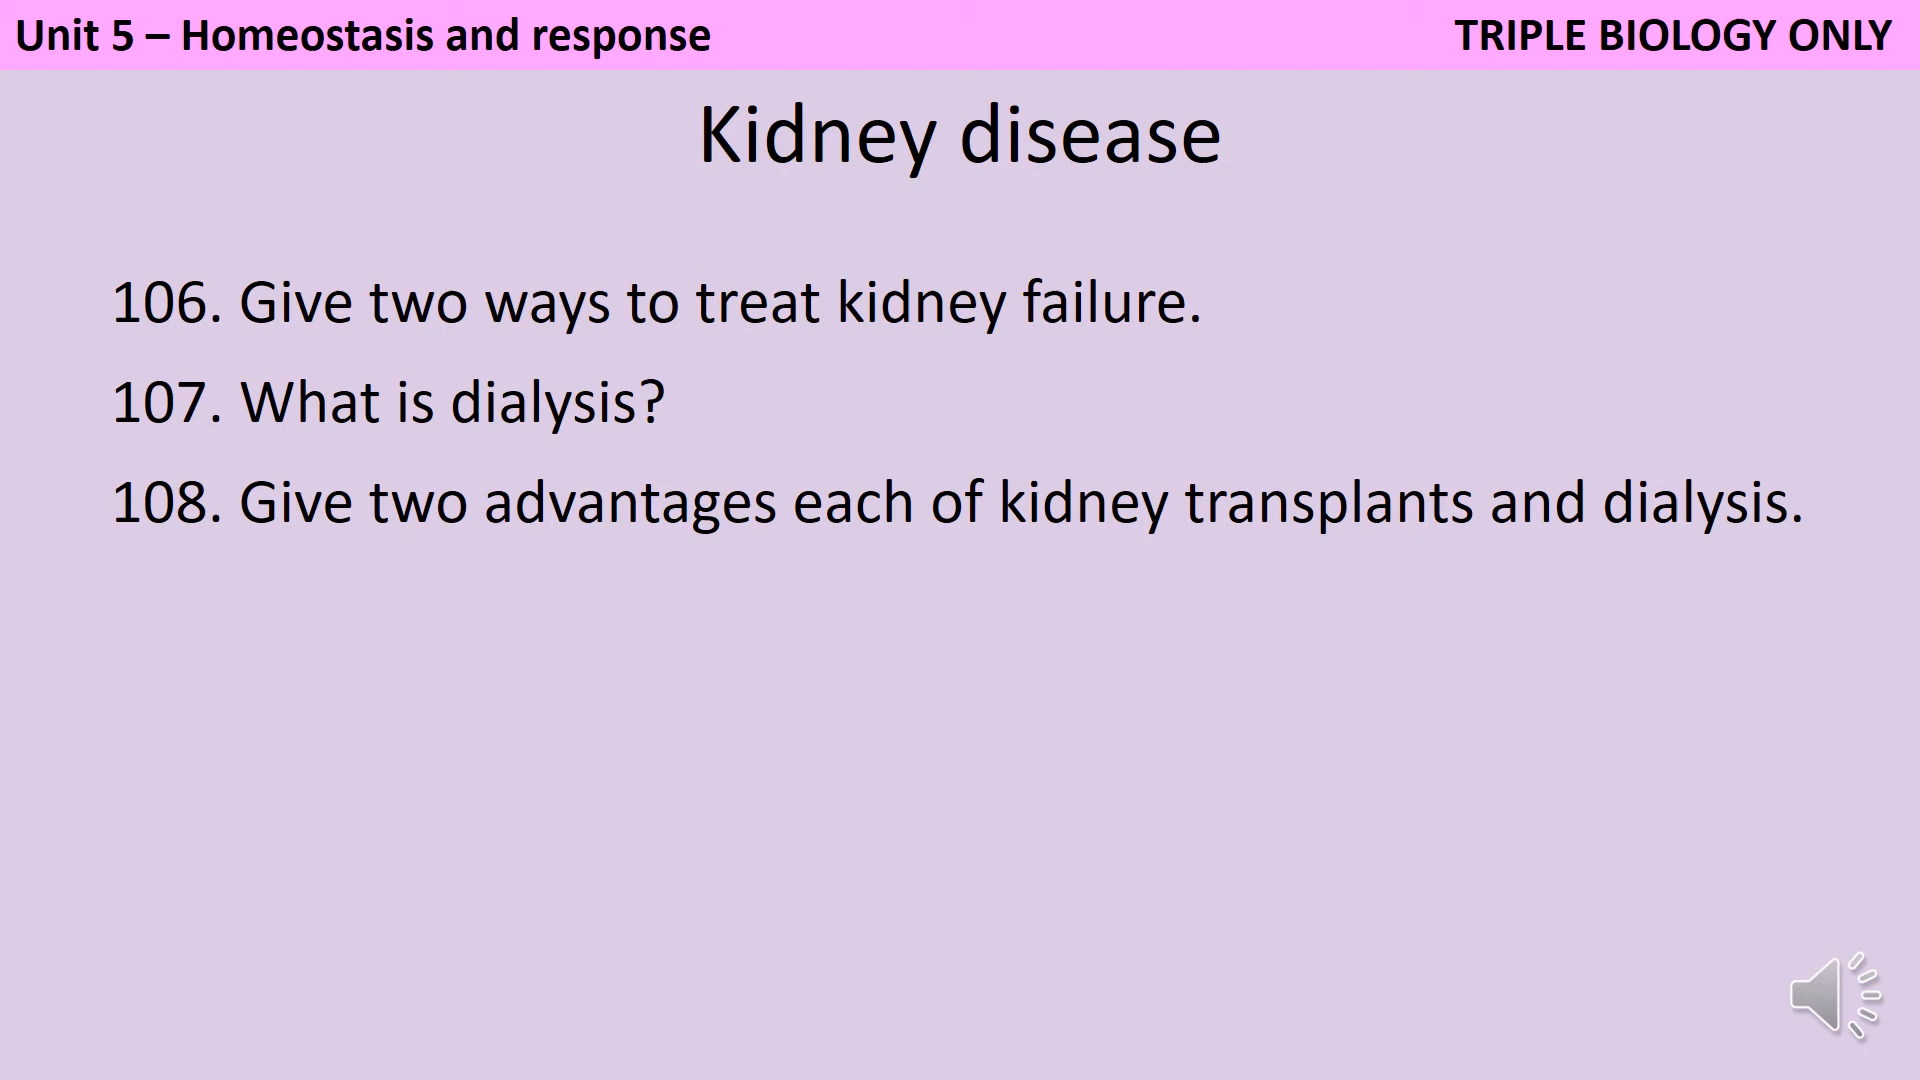 Unit 5 – Homeostasis and response
TRIPLE BIOLOGY ONLY
Kidney disease
106. Give two ways to treat kidney failure.
107. What is dialysis?
108. Give two advantages each of kidney transplants and dialysis.